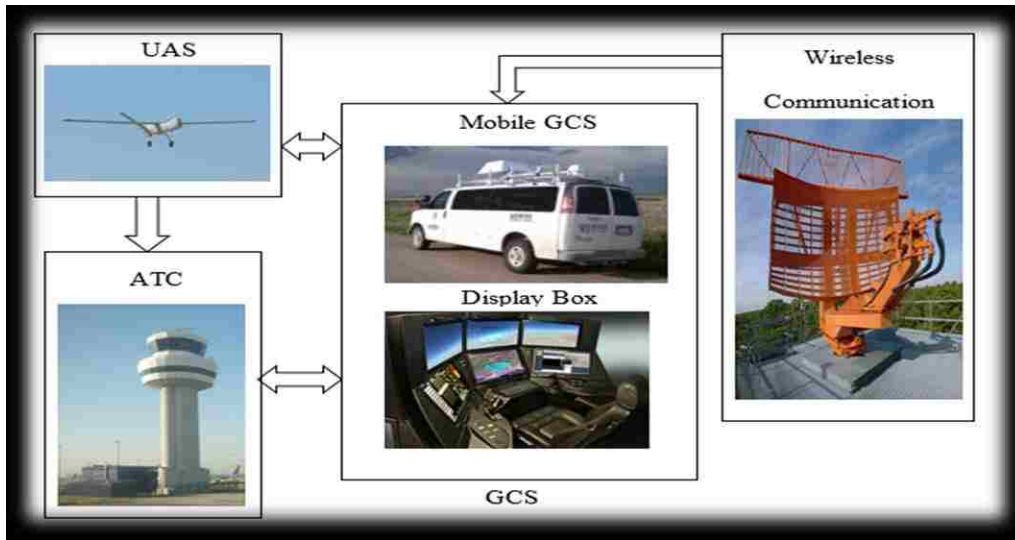 UAS
Wireless
Communication
Mobile GCS
Display Box
ATC
GCS